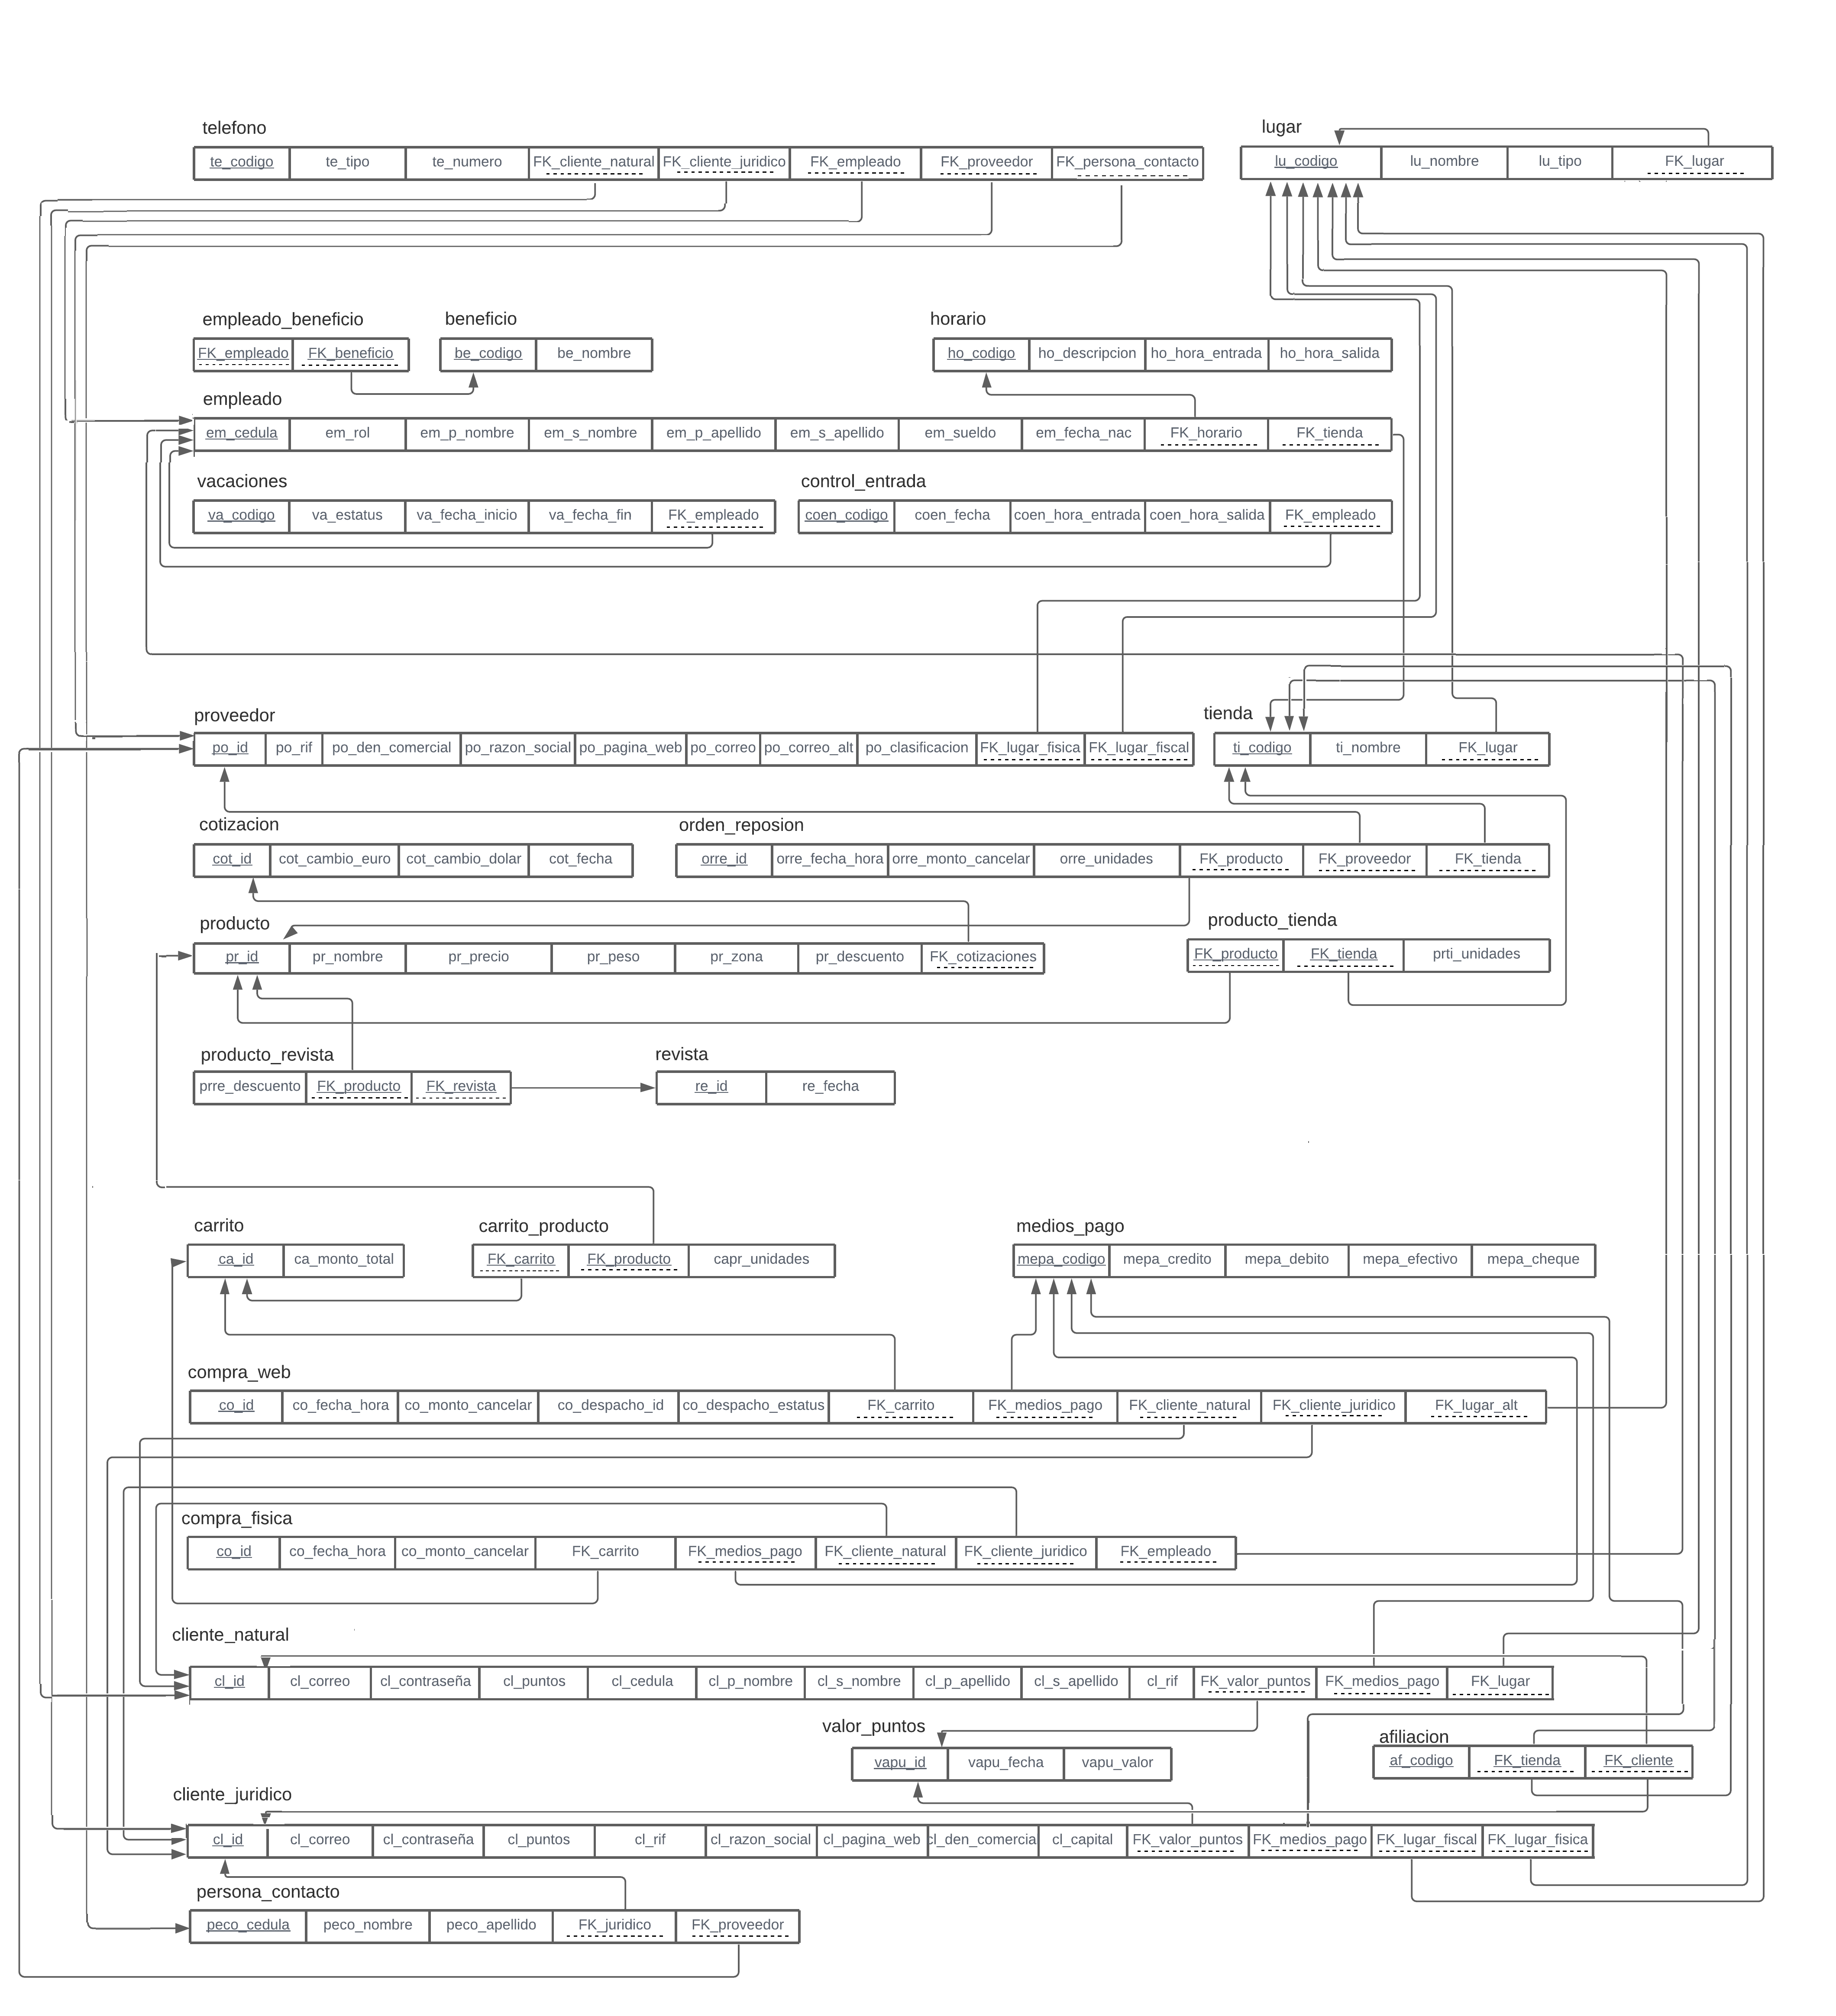 telefono
te_codigo te_tipo te_numero FK_cliente_natural FK_cliente_juridico FK_empleado FK_proveedor FK_persona_contacto
lugar
lu_codigo lu_nombre lu_tipo FK_lugar
empleado_beneficio
FK_empleado FK_beneficio
beneficio
be_codigo be_nombre
horario
ho_codigo ho_descripcion ho_hora_entrada ho_hora_salida
empleado
em_cedula em_rol em_p_nombre em_s_nombre em_p_apellido em_s_apellido em_sueldo em_fecha_nac FK_horario FK_tienda
vacaciones
va_codigo va_estatus va_fecha_inicio va_fecha_fin FK_empleado
control_entrada
coen_codigo coen_fecha coen_hora_entrada coen_hora_salida FK_empleado
proveedor
po_id po_rif po_den_comercial po_razon_social po_pagina_web po_correo po_correo_alt po_clasificacion FK_lugar_fisica FK_lugar_fiscal
tienda
ti_codigo ti_nombre FK_lugar
cotizacion
cot_id cot_cambio_euro cot_cambio_dolar cot_fecha
orden_reposion
orre_id orre_fecha_hora orre_monto_cancelar orre_unidades FK_producto FK_proveedor FK_tienda
producto
pr_id pr_nombre pr_precio pr_peso pr_zona pr_descuento FK_cotizaciones
producto_tienda
FK_producto FK_tienda prti_unidades
producto_revista
prre_descuento FK_producto FK_revista
revista
re_id re_fecha
carrito
ca_id ca_monto_total
carrito_producto
FK_carrito FK_producto capr_unidades
medios_pago
mepa_codigo mepa_credito mepa_debito mepa_efectivo mepa_cheque
compra_web
co_id co_fecha_hora co_monto_cancelar co_despacho_id co_despacho_estatus FK_carrito FK_medios_pago FK_cliente_natural FK_cliente_juridico FK_lugar_alt
compra_fisica
co_id co_fecha_hora co_monto_cancelar FK_carrito FK_medios_pago FK_cliente_natural FK_cliente_juridico FK_empleado
cliente_natural
cl_id cl_correo cl_contraseña cl_puntos cl_cedula cl_p_nombre cl_s_nombre cl_p_apellido cl_s_apellido cl_rif FK_valor_puntos FK_medios_pago FK_lugar
valor_puntos
vapu_id vapu_fecha vapu_valor
afiliacion
af_codigo FK_tienda FK_cliente
cliente_juridico
cl_id cl_correo cl_contraseña cl_puntos cl_rif cl_razon_social cl_pagina_web cl_den_comercia cl_capital FK_valor_puntos FK_medios_pago FK_lugar_fiscal FK_lugar_fisica
persona_contacto
peco_cedula peco_nombre peco_apellido FK_juridico FK_proveedor